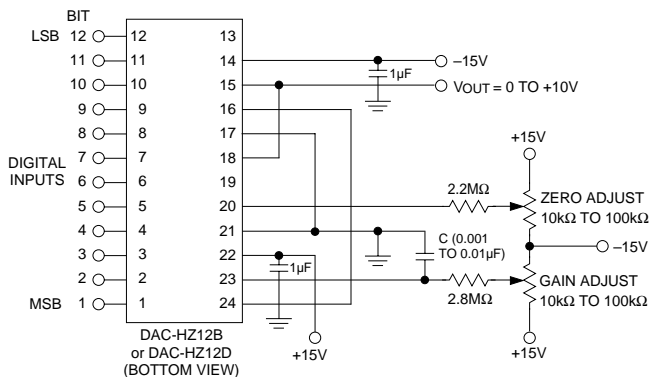 BIT
LSB 12 12 13
11 11 14 –15V
1µF
10 10 15 VOUT = 0 TO +10V
9 9 16
8 8 17
+15V
DIGITAL INPUTS
7 7 18
6 6 19
2.2MΩ
ZERO ADJUST
10kΩ TO 100kΩ
5 5 20
4 4 21
C (0.001
TO 0.01µF)
–15V
3 3 22
1µF
2 2 23
2.8MΩ
GAIN ADJUST
10kΩ TO 100kΩ
MSB 1 1 24
+15V
+15V
DAC-HZ12B
or DAC-HZ12D
(BOTTOM VIEW)